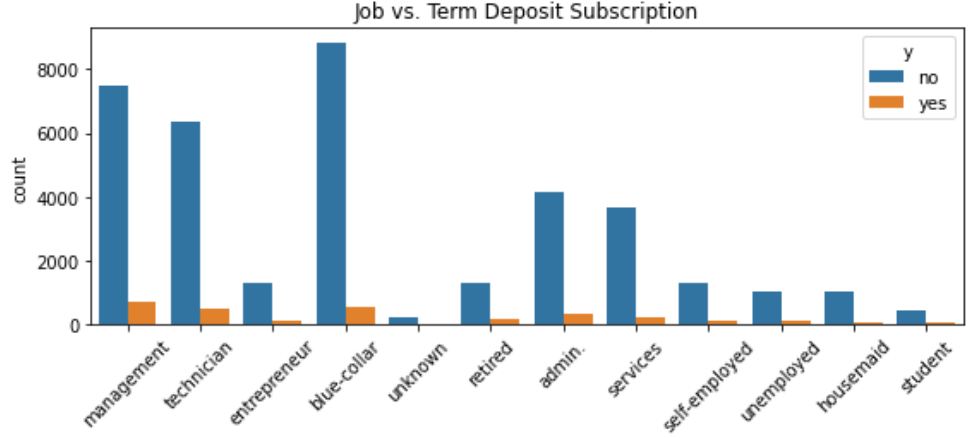 Job vs. Term Deposit Subscription
y
no
yes
count
8000
6000
4000
2000
0
management
technician
entrepreneur
blue-collar
unknown
retired
admin.
services
self-employed
unemployed
housemaid
student